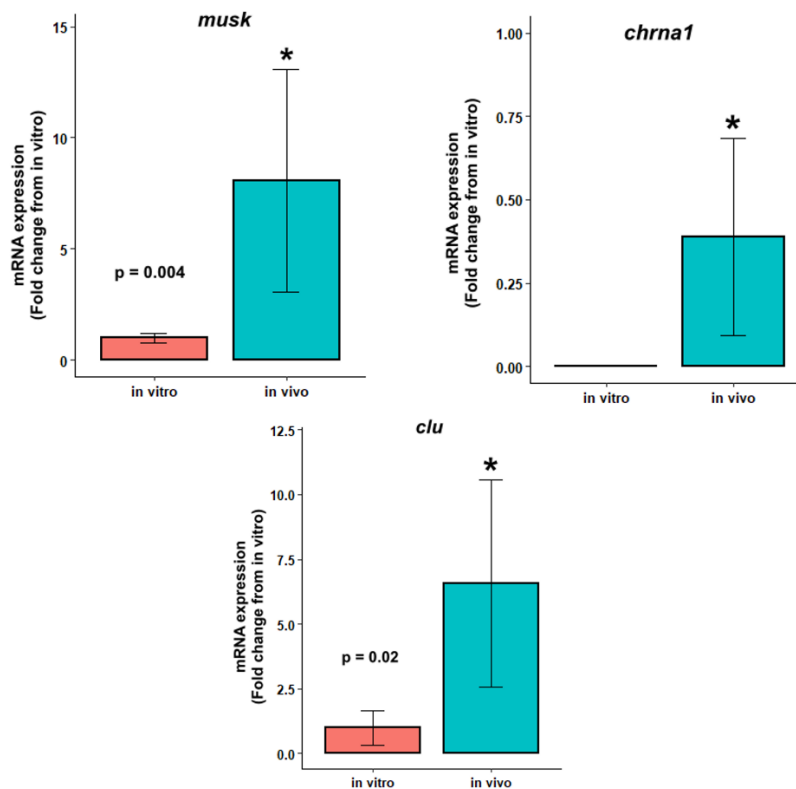 musk
mRNA expression
(Fold change from in vitro)
15
10
5
0
*
p = 0.004
in vitro
in vivo
chrna1
mRNA expression
(Fold change from in vitro)
1.00
0.75
0.50
0.25
0.00
*
in vitro
in vivo
clu
mRNA expression
(Fold change from in vitro)
12.5
10.0
7.5
5.0
2.5
0.0
*
p = 0.02
in vitro
in vivo